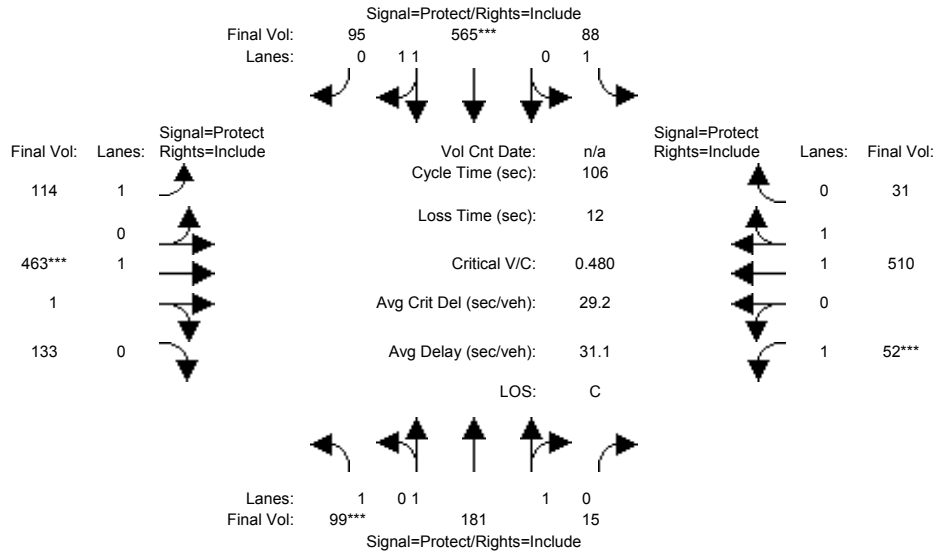 Signal=Protect/Rights=Include
Final Vol: 95 565*** 88
Lanes: 0 1 1 0 1
Signal=Protect Signal=Protect
Final Vol: Lanes: Rights=Include Vol Cnt Date: n/a Rights=Include Lanes: Final Vol:
Cycle Time (sec): 106
114 1 0 31
Loss Time (sec): 12
0 1
463*** 1 Critical V/C: 0.480 1 510
1 Avg Crit Del (sec/veh): 29.2 0
133 0 Avg Delay (sec/veh): 31.1 1 52***
LOS: C
Lanes: 1 0 1 1 0
Final Vol: 99*** 181 15
Signal=Protect/Rights=Include